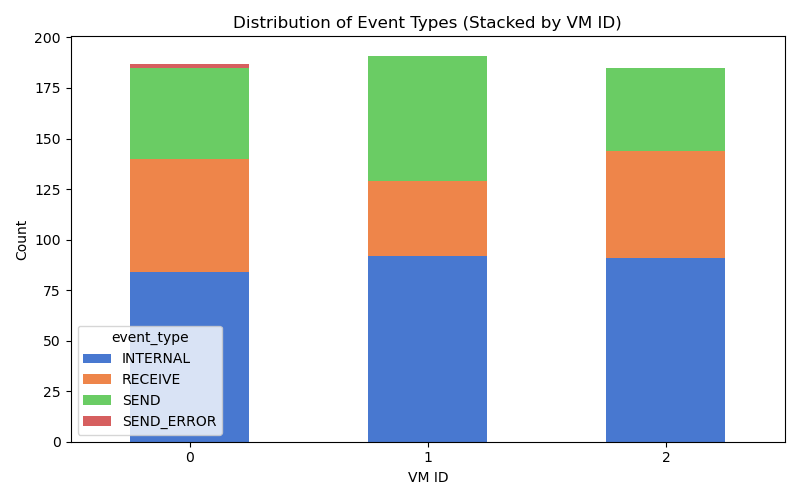 Distribution of Event Types (Stacked by VM ID)
200
175
150
125
100
75
50
25
0
Count
event_type
INTERNAL
RECEIVE
SEND
SEND_ERROR
0 1 2
VM ID